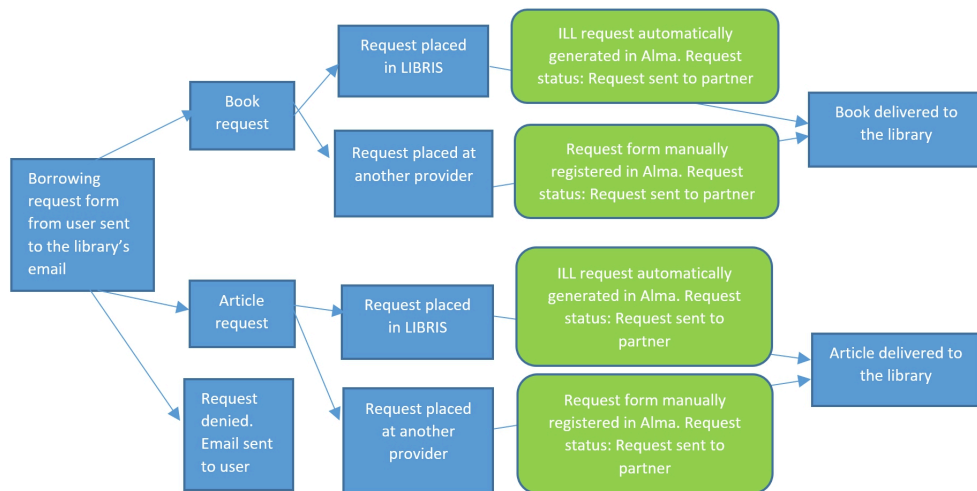 Borrowing
request form
from user sent
to the library's
email
Book
request
Request placed
in LIBRIS
ILL request automatically
generated in Alma. Request
status: Request sent to partner
Request placed at
another provider
Request form manually
registered in Alma. Request
status: Request sent to partner
Book delivered to
the library
Article
request
Request placed
in LIBRIS
ILL request automatically
generated in Alma. Request
status: Request sent to
partner
Request placed
at another
provider
Request form manually
registered in Alma. Request
status: Request sent to
partner
Article delivered to
the library
Request
denied.
Email sent
to user